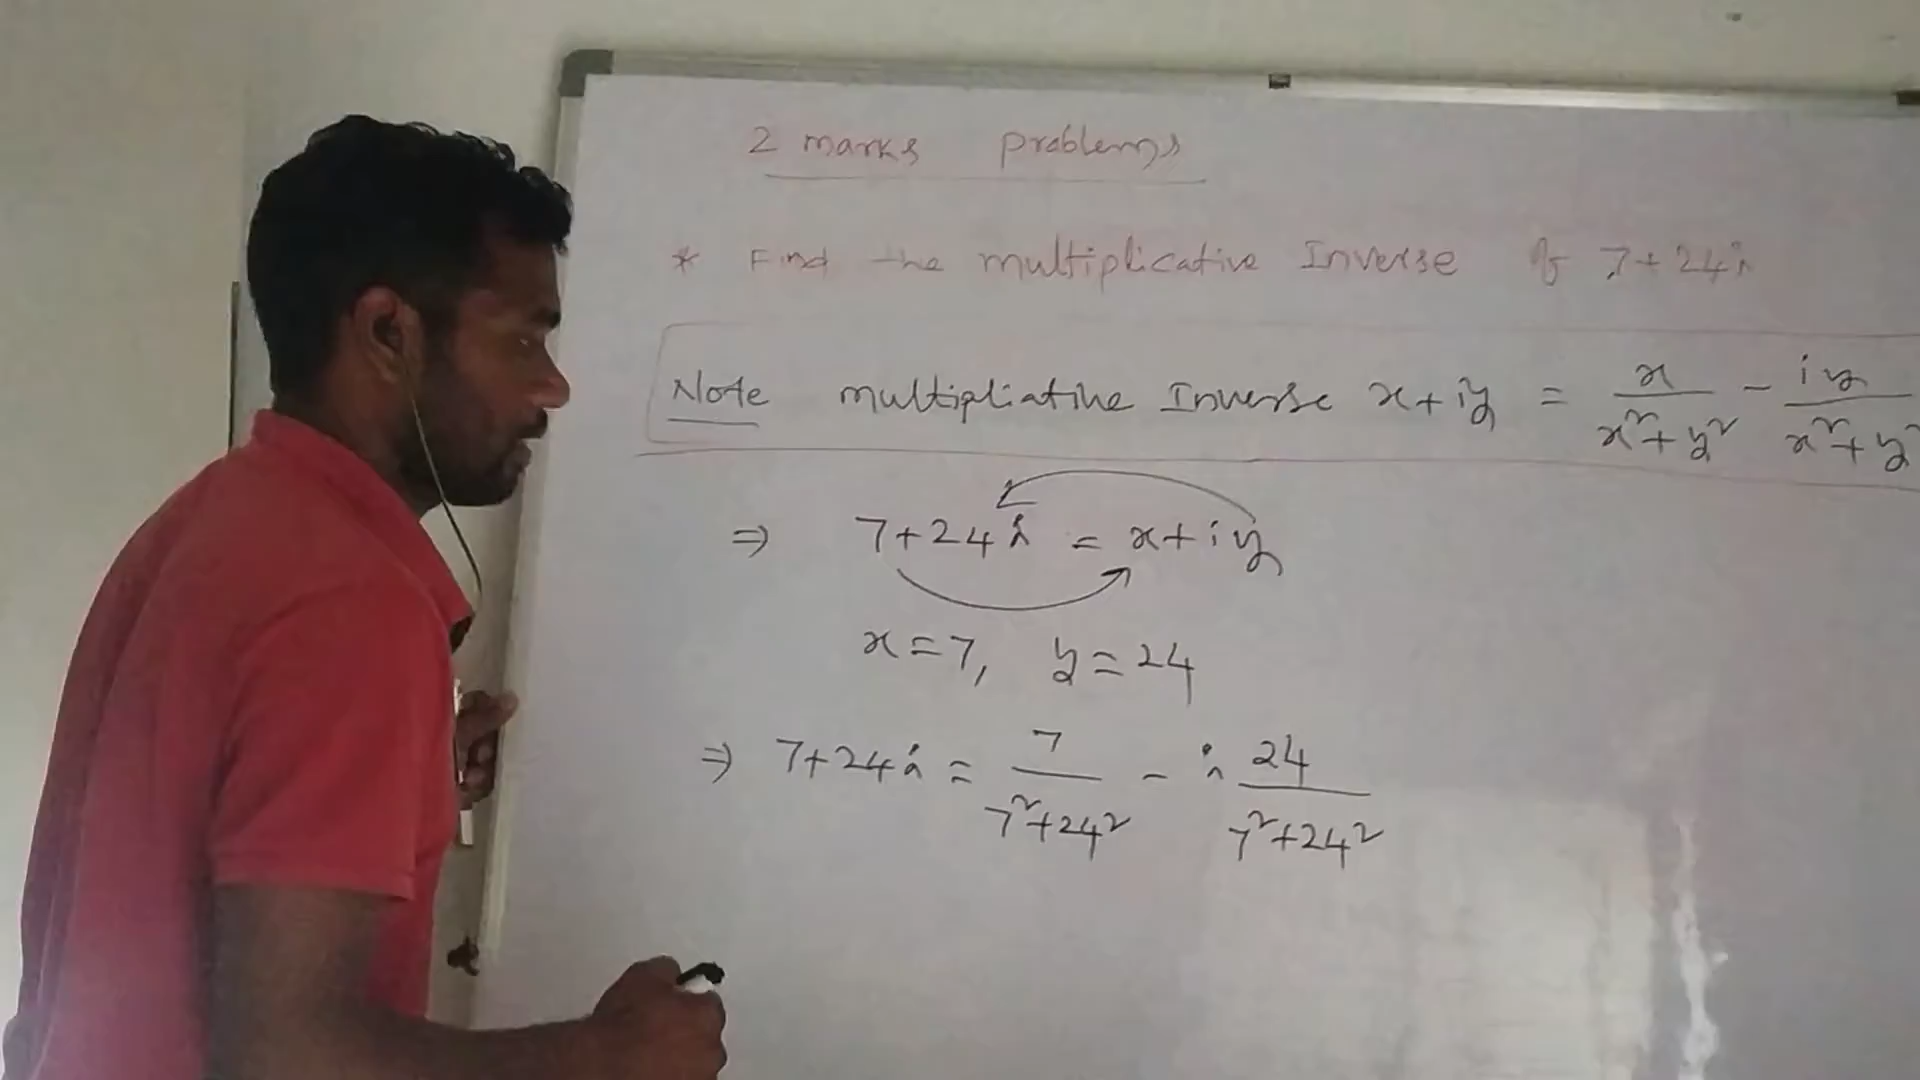 2 marks problems
* Find the multiplicative Inverse of 7+24i
Note multipliative Inverse x+iy = x/(x²+y²) - iy/(x²+y²)
⇒ 7+24i = x+iy
x=7, y=24
⇒ 7+24i = 7/(7²+24²) - i 24/(7²+24²)